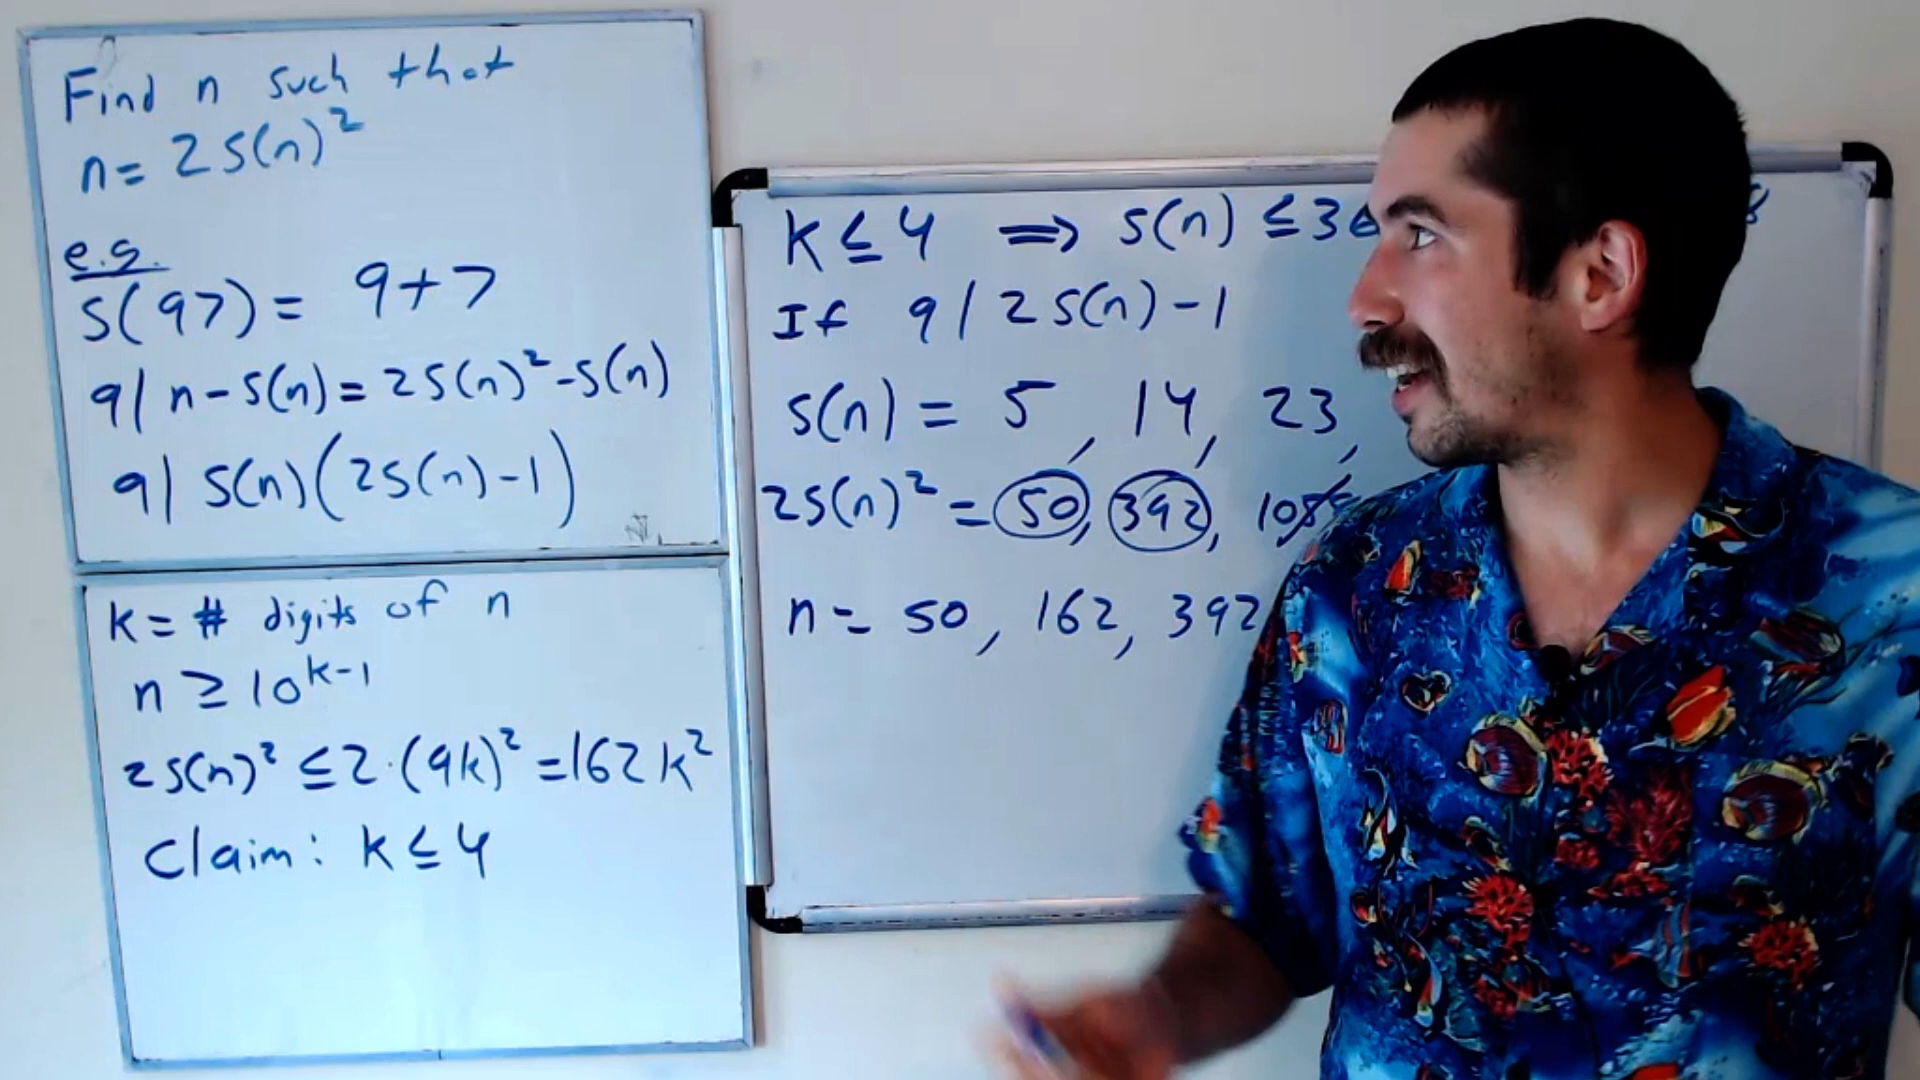 Find n such that
n = 2S(n)²
e.g.
S(97) = 9+7
9 | n-S(n) = 2S(n)²-S(n)
9 | S(n)(2S(n)-1)
k = # digits of n
n ≥ 10^{k-1}
2S(n)² ≤ 2·(9k)² = 162k²
Claim: k ≤ 4
k ≤ 4 ⟹ S(n) ≤ 36
If 9 | 2S(n)-1
S(n) = 5, 14, 23,
2S(n)² = 50, 392, 1058
n = 50, 162, 392